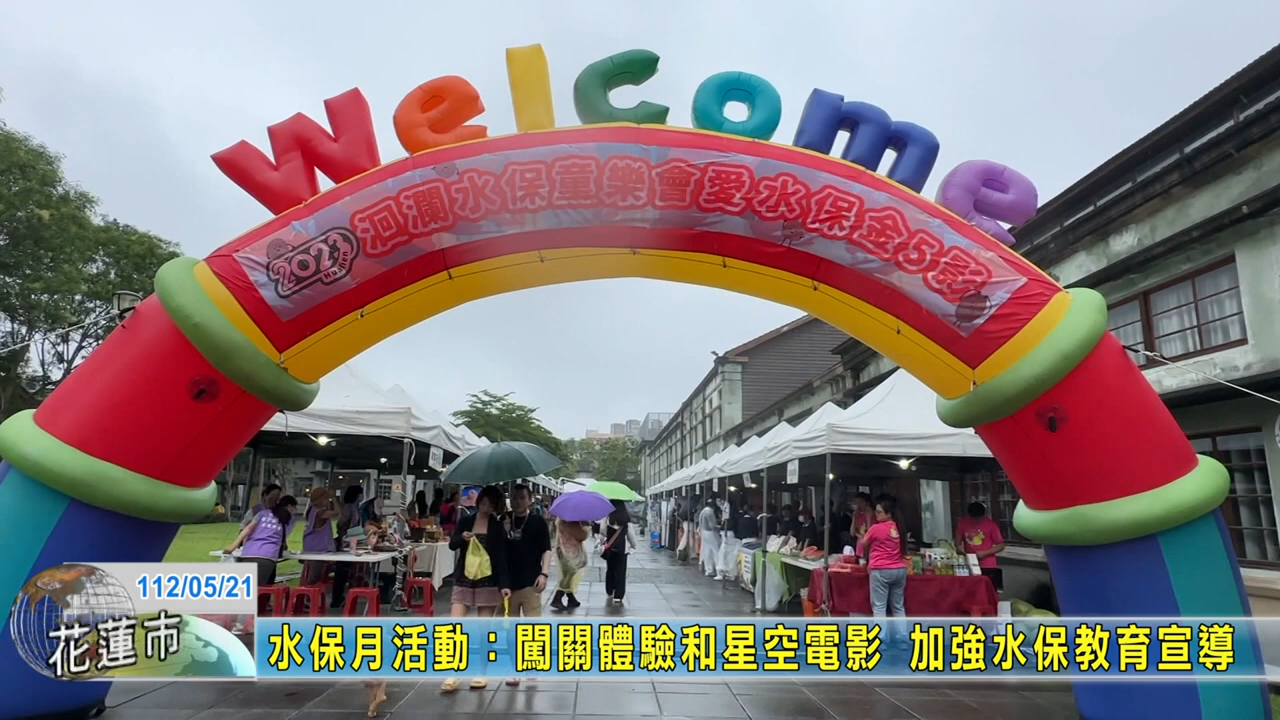 welcome
2023 Hualien 洄瀾水保童樂會愛水保金5影
112/05/21
花蓮市
水保月活動：闖關體驗和星空電影 加強水保教育宣導